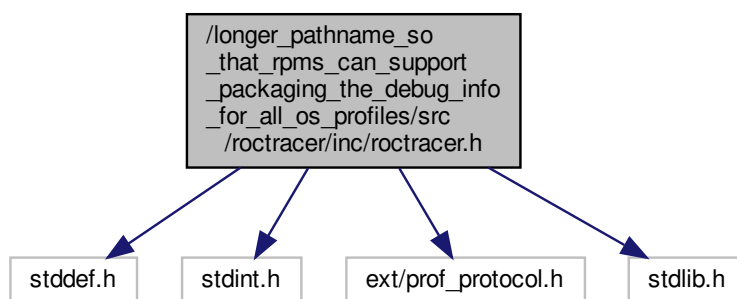 /longer_pathname_so
_that_rpms_can_support
_packaging_the_debug_info
_for_all_os_profiles/src
/roctracer/inc/roctracer.h
stddef.h
stdint.h
ext/prof_protocol.h
stdlib.h